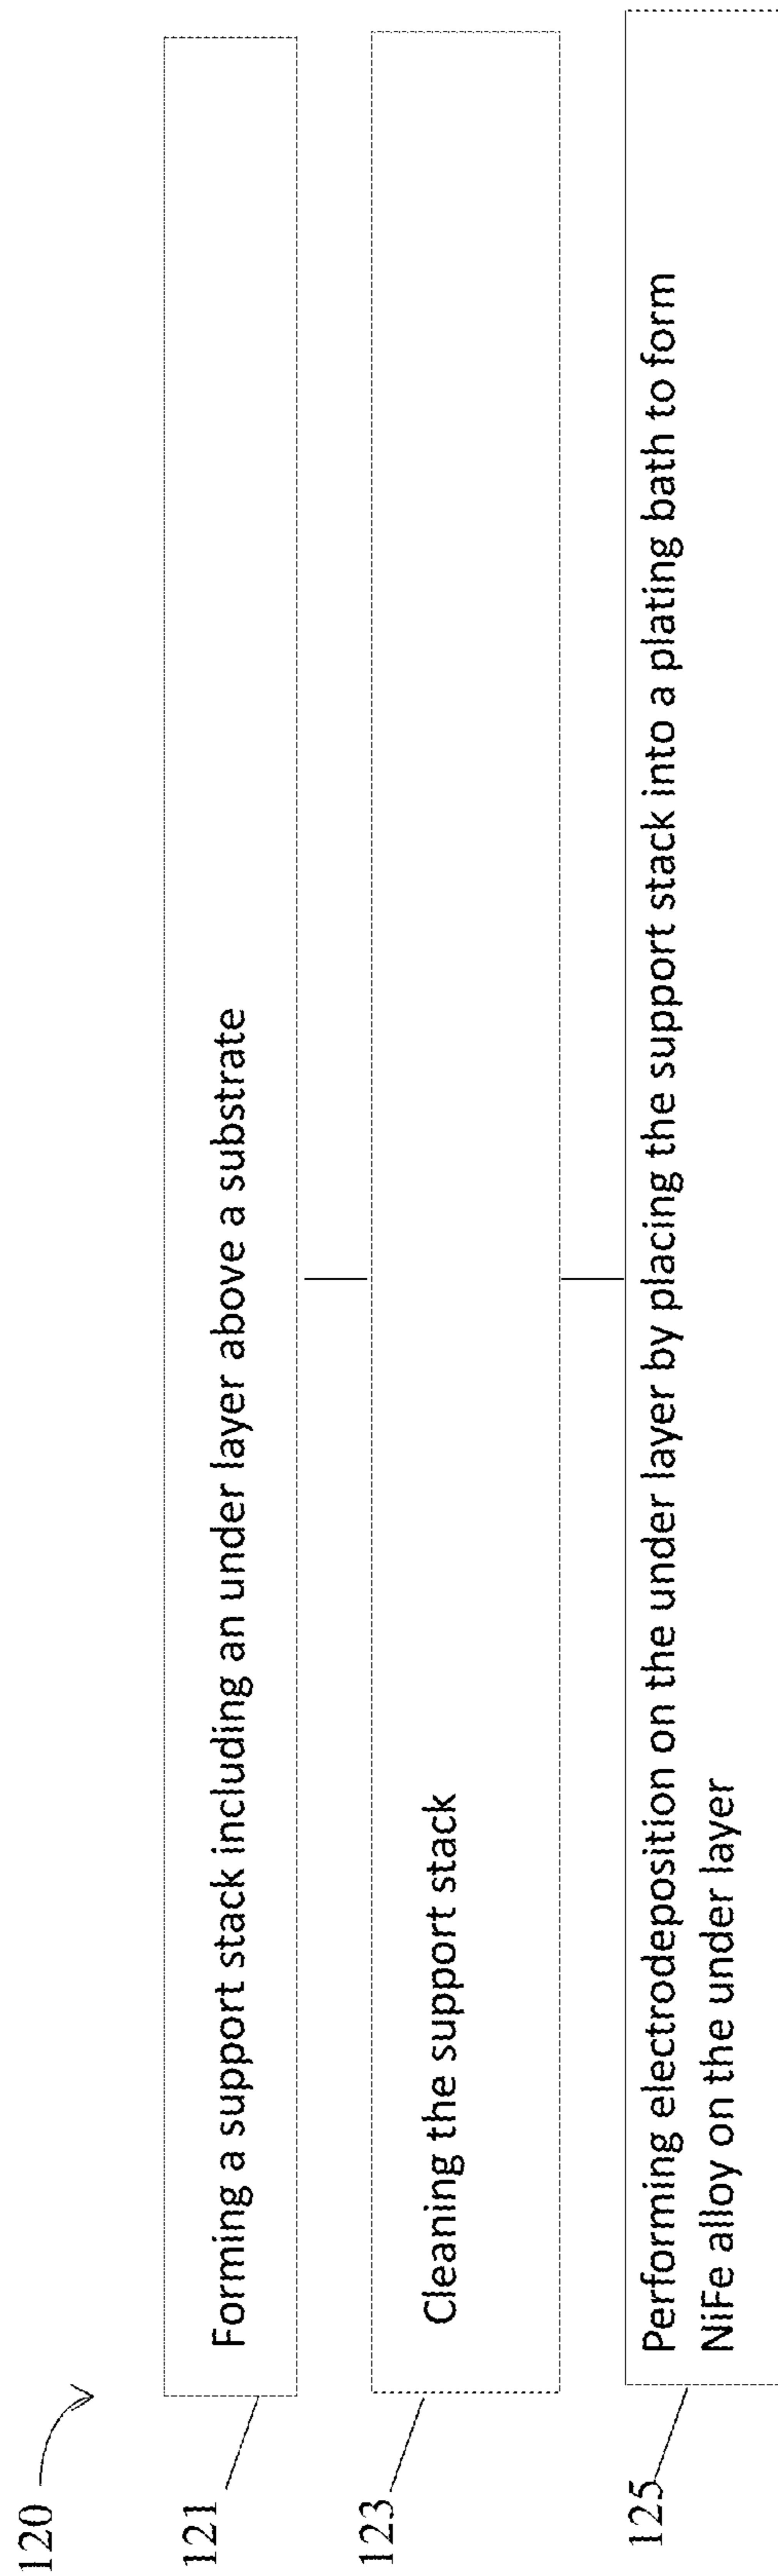 120
121
Forming a support stack including an under layer above a substrate
123
Cleaning the support stack
125
Performing electrodeposition on the under layer by placing the support stack into a plating bath to form
NiFe alloy on the under layer